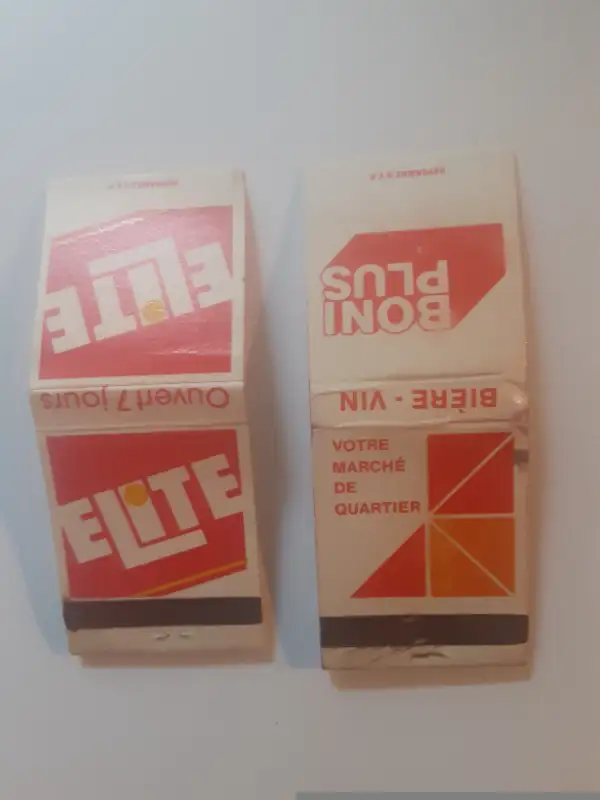 ELITE
Ouvert 7 jours
ELITE
BONI
PLUS
BIÈRE - VIN
VOTRE
MARCHÉ
DE
QUARTIER